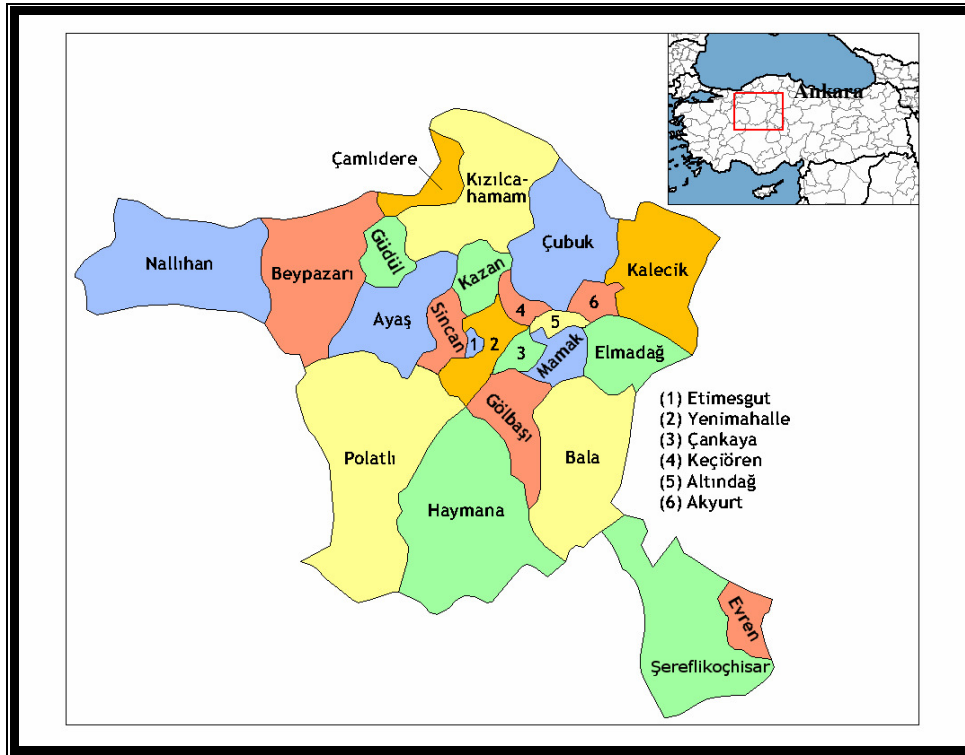 Ankara
Çamlıdere
Kızılca-
hamam
Nallıhan
Beypazarı
Güdül
Çubuk
Kalecik
Kazan
Ayaş
Sincan
1
2
3
4
5
6
Mamak
Elmadağ
Gölbaşı
Polatlı
Bala
Haymana
(1) Etimesgut
(2) Yenimahalle
(3) Çankaya
(4) Keçiören
(5) Altındağ
(6) Akyurt
Evren
Şereflikoçhisar